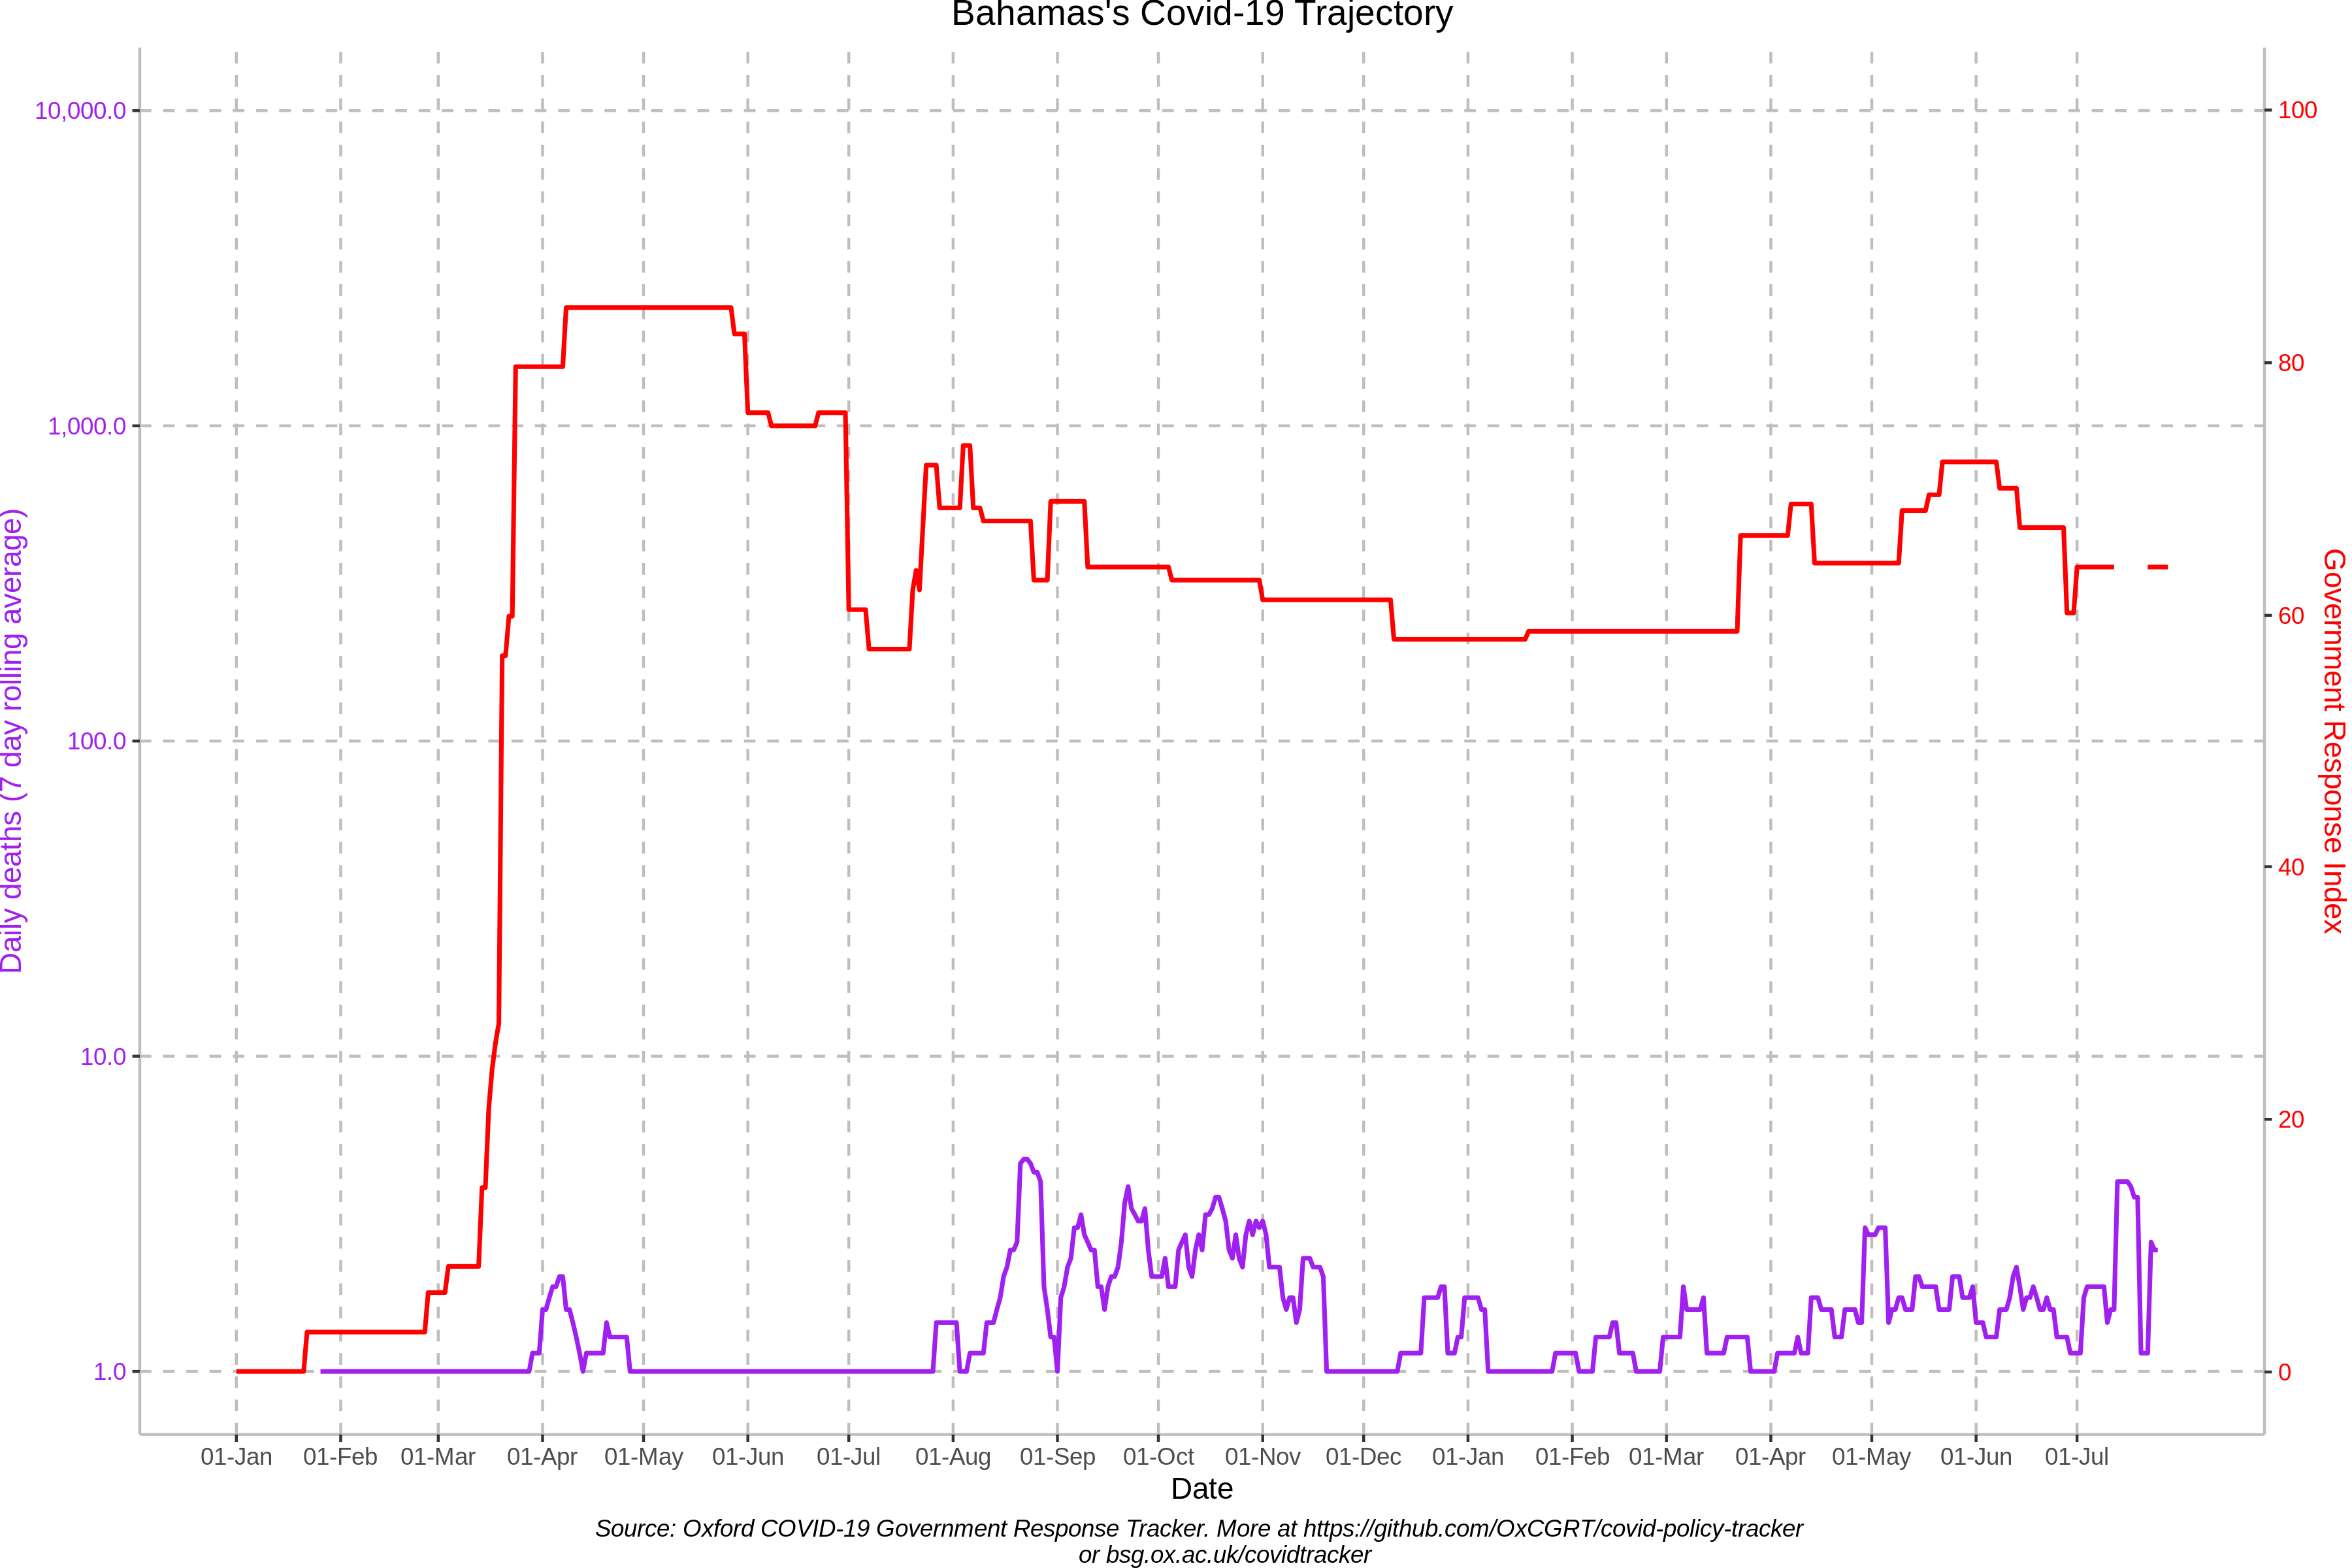 Bahamas's Covid-19 Trajectory
10,000.0
1,000.0
100.0
10.0
1.0
Daily deaths (7 day rolling average)
100
80
60
40
20
0
Government Response Index
01-Jan 01-Feb 01-Mar 01-Apr 01-May 01-Jun 01-Jul 01-Aug 01-Sep 01-Oct 01-Nov 01-Dec 01-Jan 01-Feb 01-Mar 01-Apr 01-May 01-Jun 01-Jul
Date
Source: Oxford COVID-19 Government Response Tracker. More at https://github.com/OxCGRT/covid-policy-tracker
or bsg.ox.ac.uk/covidtracker